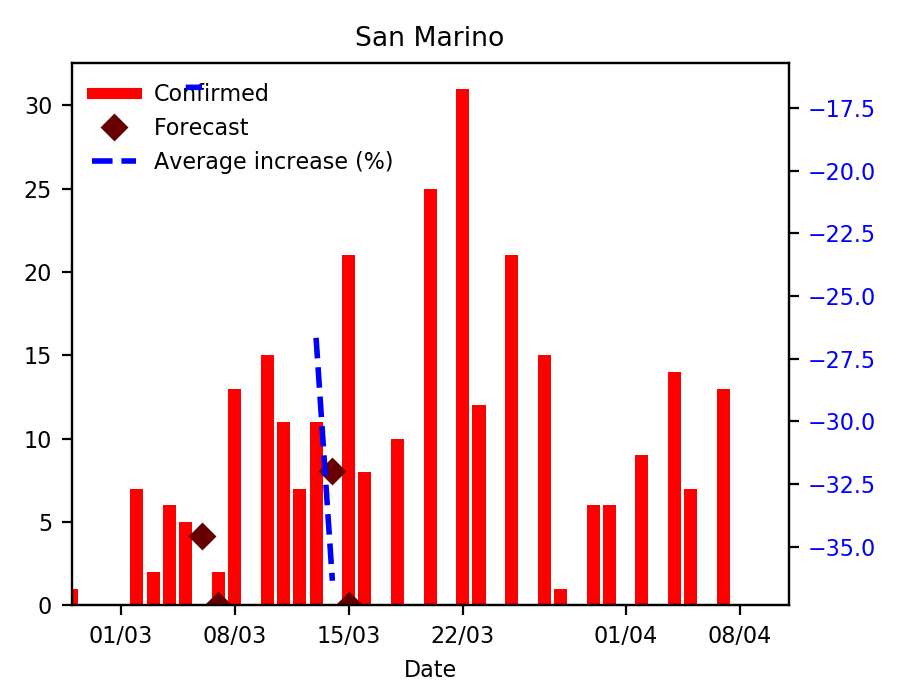 San Marino
Confirmed
Forecast
Average increase (%)
30
25
20
15
10
5
0
−17.5
−20.0
−22.5
−25.0
−27.5
−30.0
−32.5
−35.0
01/03 08/03 15/03 22/03 01/04 08/04
Date